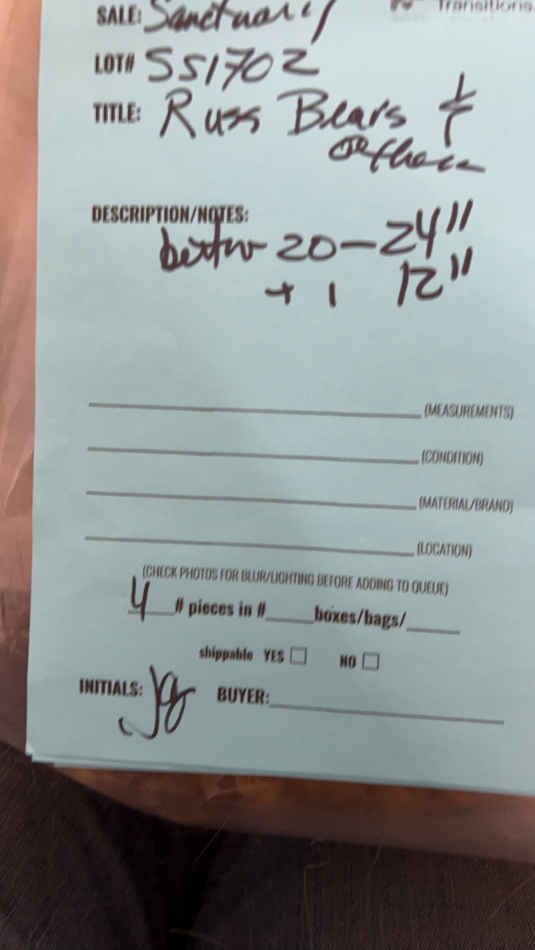 Transitions
SALE: Sanctuary
LOT# SS1702
TITLE: Russ Bears &
others
DESCRIPTION/NOTES:
betw 20-24"
+ 1 12"
(MEASUREMENTS)
(CONDITION)
(MATERIAL/BRAND)
(LOCATION)
(CHECK PHOTOS FOR BLUR/LIGHTING BEFORE ADDING TO QUEUE)
4 # pieces in # boxes/bags/
shippable YES NO
INITIALS: jg BUYER: